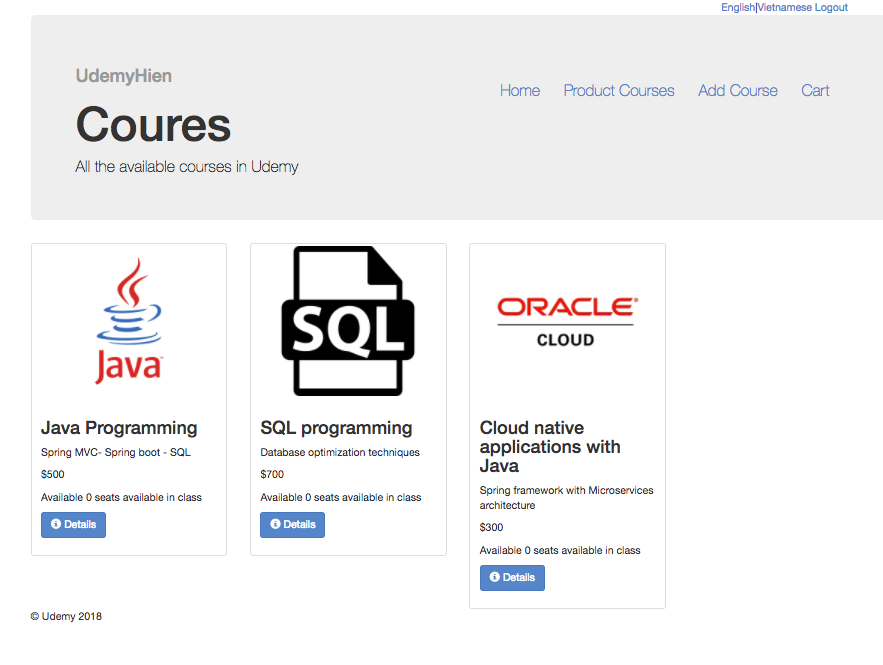 English|Vietnamese Logout
UdemyHien
Home Product Courses Add Course Cart
Coures
All the available courses in Udemy
Java
Java Programming
Spring MVC- Spring boot - SQL
$500
Available 0 seats available in class
Details
SQL
SQL programming
Database optimization techniques
$700
Available 0 seats available in class
Details
ORACLE®
CLOUD
Cloud native
applications with
Java
Spring framework with Microservices
architecture
$300
Available 0 seats available in class
Details
© Udemy 2018